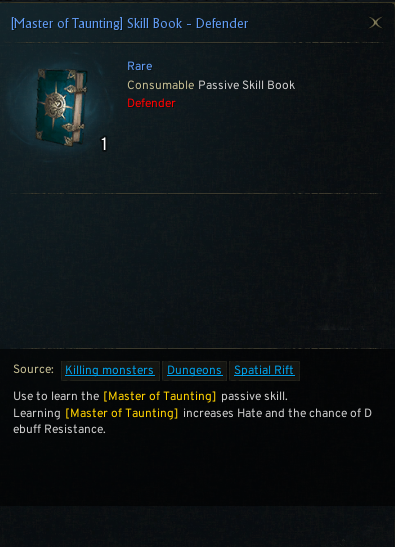 [Master of Taunting] Skill Book - Defender
Rare
Consumable Passive Skill Book
Defender
1
Source: Killing monsters Dungeons Spatial Rift
Use to learn the [Master of Taunting] passive skill.
Learning [Master of Taunting] increases Hate and the chance of D
ebuff Resistance.